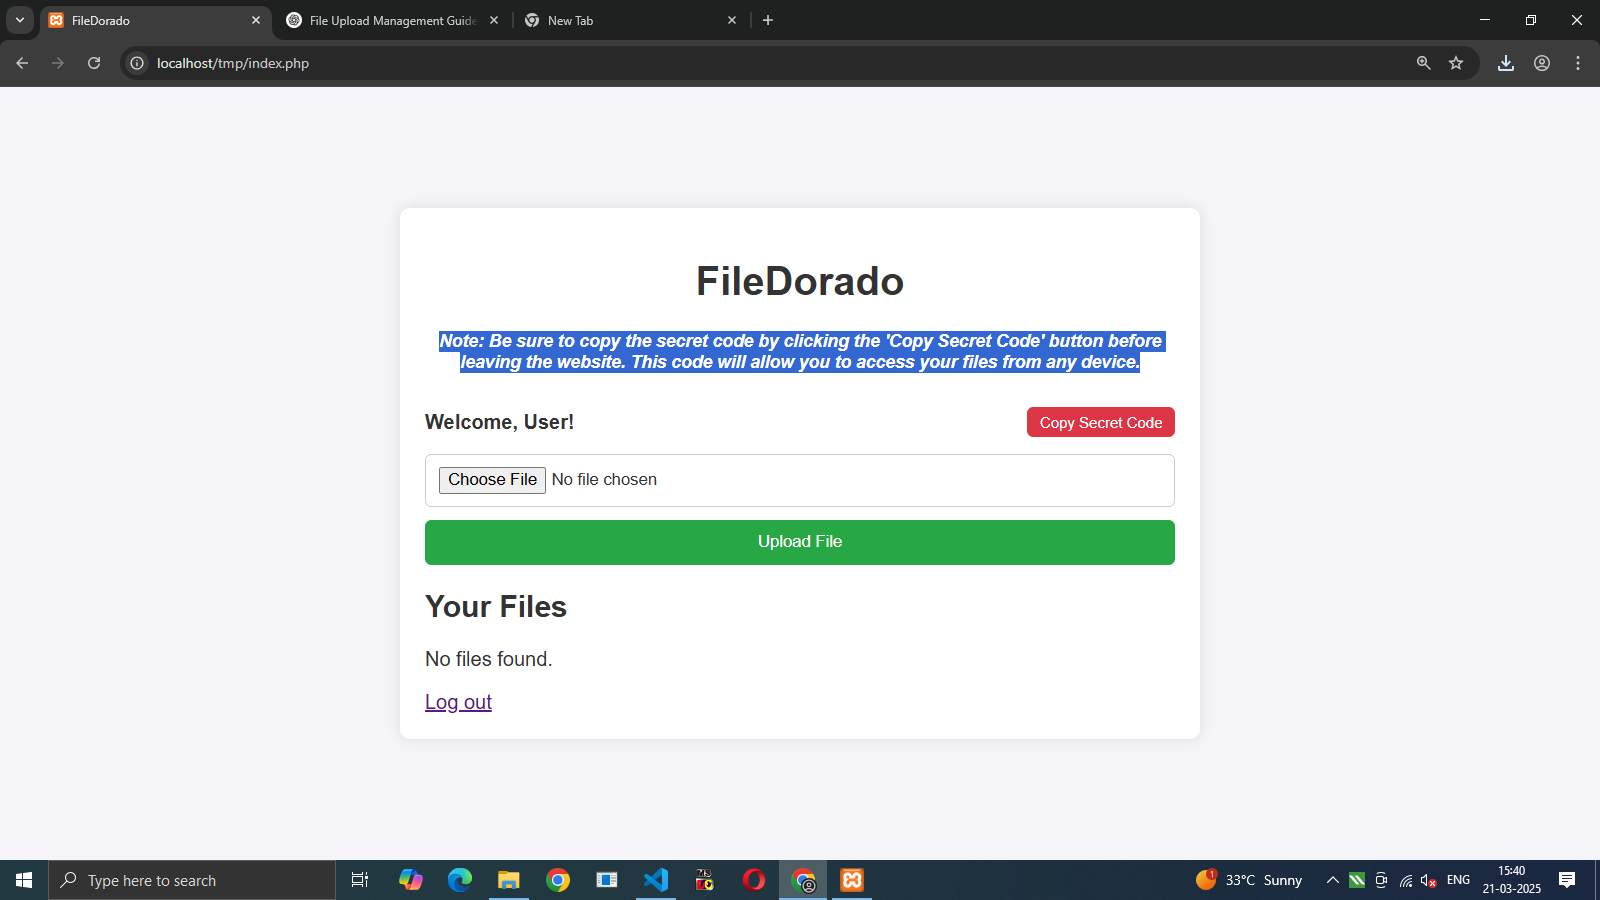 FileDorado
File Upload Management Guide
New Tab
localhost/tmp/index.php
FileDorado
Note: Be sure to copy the secret code by clicking the 'Copy Secret Code' button before
leaving the website. This code will allow you to access your files from any device.
Welcome, User!
Copy Secret Code
Choose File No file chosen
Upload File
Your Files
No files found.
Log out
Type here to search
1
33°C Sunny
ENG
15:40
21-03-2025